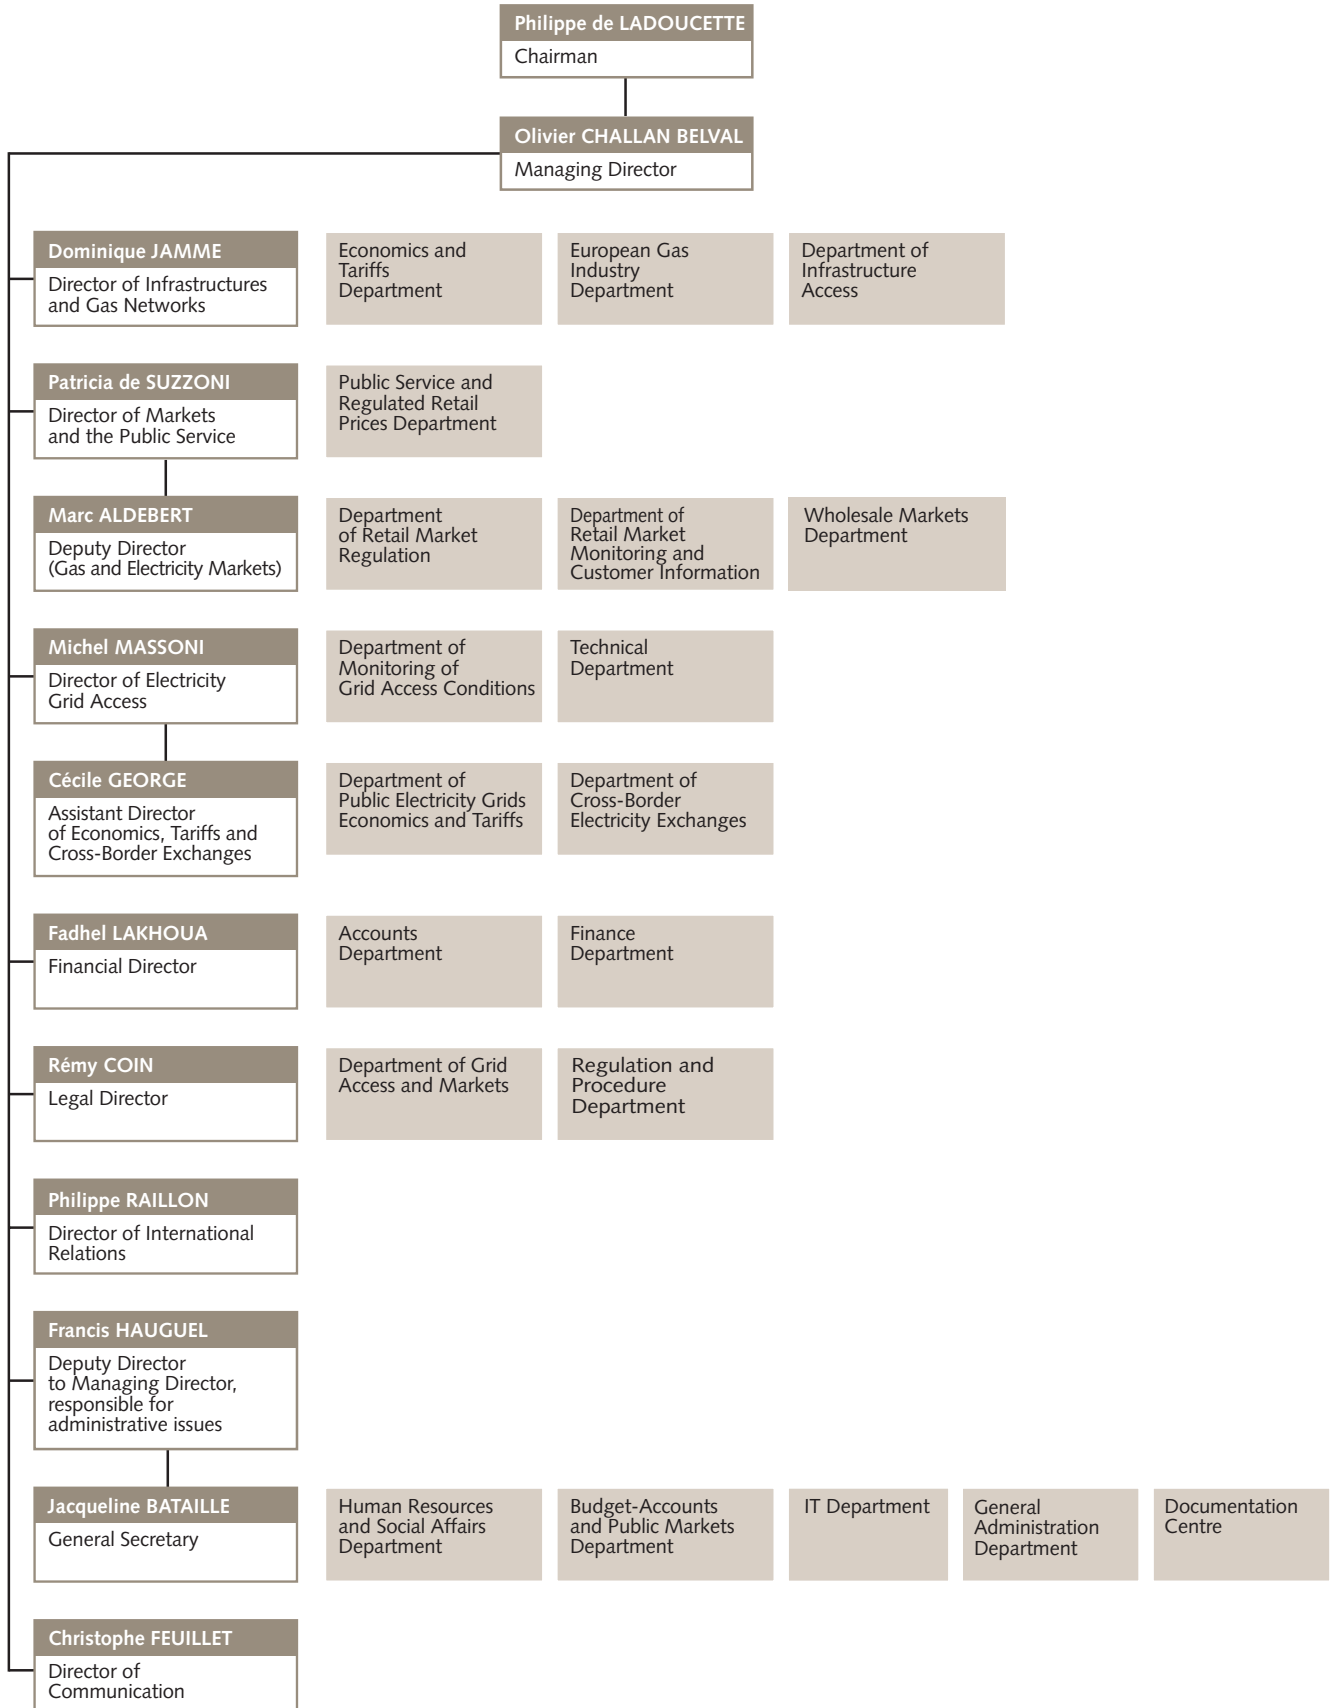 Philippe de LADOUCETTE
Chairman
Olivier CHALLAN BELVAL
Managing Director
Dominique JAMME
Director of Infrastructures
and Gas Networks
Economics and
Tariffs
Department
European Gas
Industry
Department
Department of
Infrastructure
Access
Patricia de SUZZONI
Director of Markets
and the Public Service
Public Service and
Regulated Retail
Prices Department
Marc ALDEBERT
Deputy Director
(Gas and Electricity Markets)
Department
of Retail Market
Regulation
Department of
Retail Market
Monitoring and
Customer Information
Wholesale Markets
Department
Michel MASSONI
Director of Electricity
Grid Access
Department of
Monitoring of
Grid Access Conditions
Technical
Department
Cécile GEORGE
Assistant Director
of Economics, Tariffs and
Cross-Border Exchanges
Department of
Public Electricity Grids
Economics and Tariffs
Department of
Cross-Border
Electricity Exchanges
Fadhel LAKHOUA
Financial Director
Accounts
Department
Finance
Department
Rémy COIN
Legal Director
Department of Grid
Access and Markets
Regulation and
Procedure
Department
Philippe RAILLON
Director of International
Relations
Francis HAUGUEL
Deputy Director
to Managing Director,
responsible for
administrative issues
Jacqueline BATAILLE
General Secretary
Human Resources
and Social Affairs
Department
Budget-Accounts
and Public Markets
Department
IT Department
General
Administration
Department
Documentation
Centre
Christophe FEUILLET
Director of
Communication